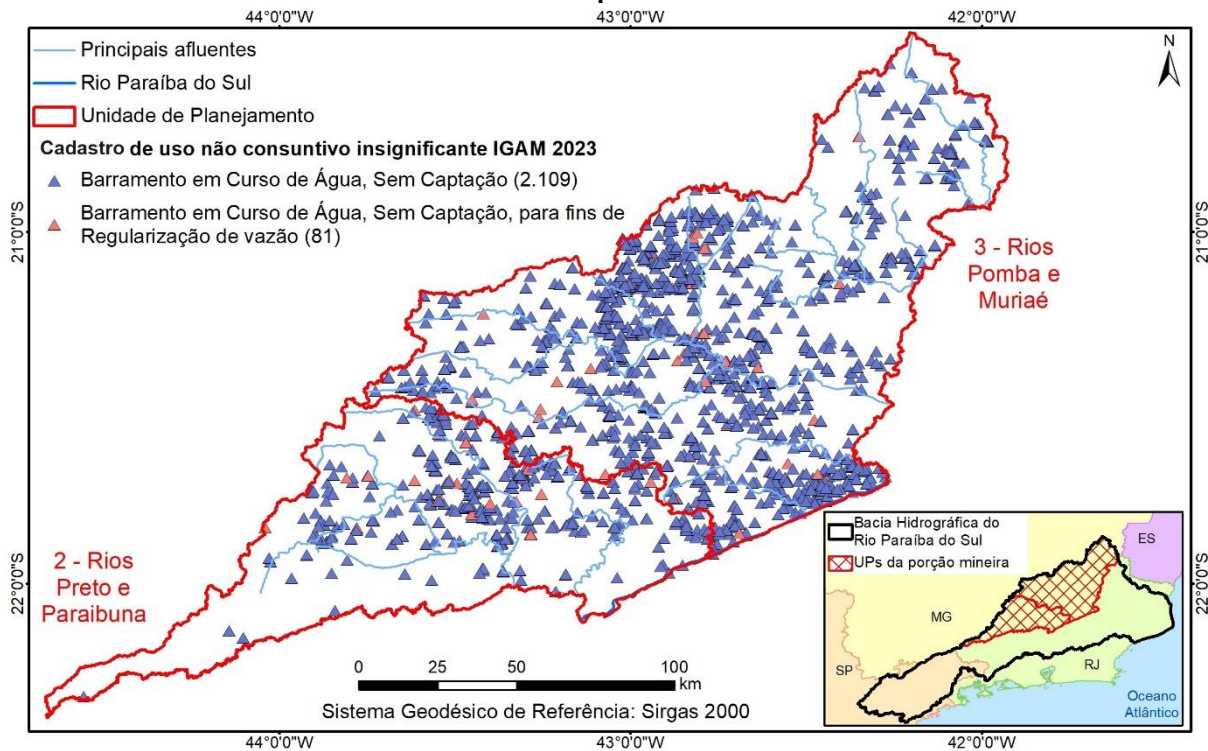 44°0'0"W
43°0'0"W
42°0'0"W
Principais afluentes
Rio Paraíba do Sul
Unidade de Planejamento
Cadastro de uso não consuntivo insignificante IGAM 2023
Barramento em Curso de Água, Sem Captação (2.109)
Barramento em Curso de Água, Sem Captação, para fins de
Regularização de vazão (81)
N
21°0'0"S
21°0'0"S
3 - Rios
Pomba e
Muriaé
2 - Rios
Preto e
Paraibuna
22°0'0"S
22°0'0"S
0 25 50 100
km
Sistema Geodésico de Referência: Sirgas 2000
Bacia Hidrográfica do
Rio Paraíba do Sul
UPs da porção mineira
ES
MG
SP
RJ
Oceano
Atlântico
44°0'0"W
43°0'0"W
42°0'0"W